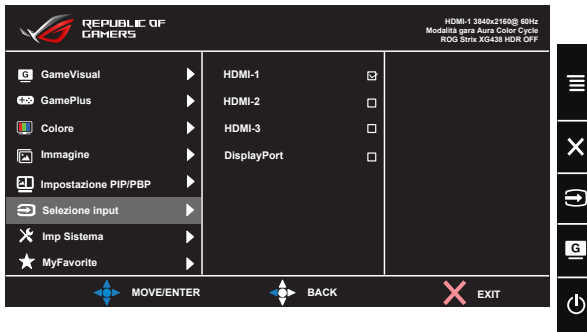 REPUBLIC OF
GAMERS
HDMI-1 3840x2160@ 60Hz
Modalità gara Aura Color Cycle
ROG Strix XG438 HDR OFF
G GameVisual
GamePlus
Colore
Immagine
Impostazione PIP/PBP
Selezione input
Imp Sistema
MyFavorite
HDMI-1
HDMI-2
HDMI-3
DisplayPort
G
MOVE/ENTER
BACK
EXIT